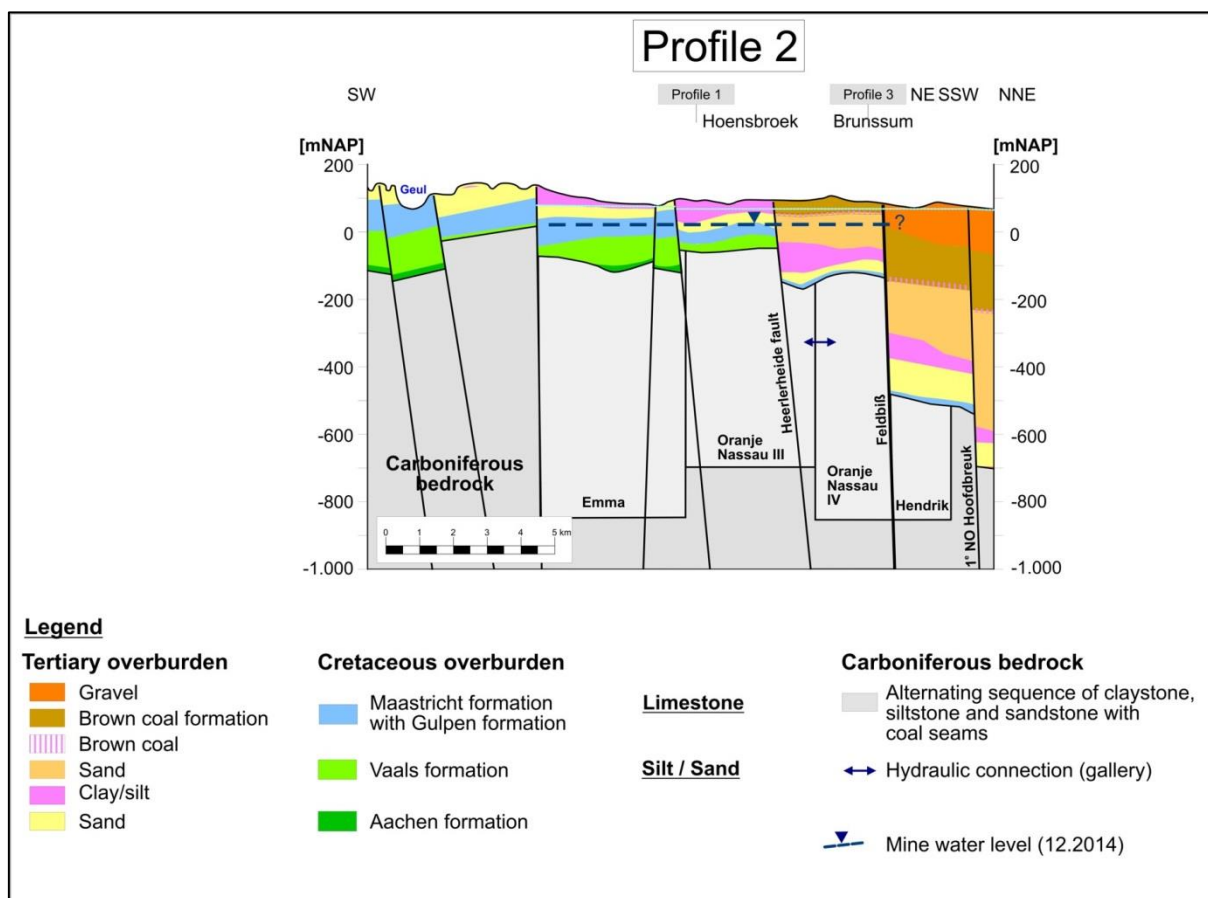 Profile 2
SW
Profile 1
Profile 3
NE SSW
NNE
Hoensbroek
Brunssum
[mNAP]
[mNAP]
200
0
-200
-400
-600
-800
-1.000
200
0
-200
-400
-600
-800
-1.000
Geul
?
Heerlerheide fault
Feldbiß
1° NO Hoofdbreuk
Carboniferous
bedrock
Emma
Oranje
Nassau III
Oranje
Nassau
IV
Hendrik
0 1 2 3 4 5 km
Legend
Tertiary overburden
Gravel
Brown coal formation
Brown coal
Sand
Clay/silt
Sand
Cretaceous overburden
Maastricht formation
with Gulpen formation
Vaals formation
Aachen formation
Limestone
Silt / Sand
Carboniferous bedrock
Alternating sequence of claystone,
siltstone and sandstone with
coal seams
Hydraulic connection (gallery)
Mine water level (12.2014)